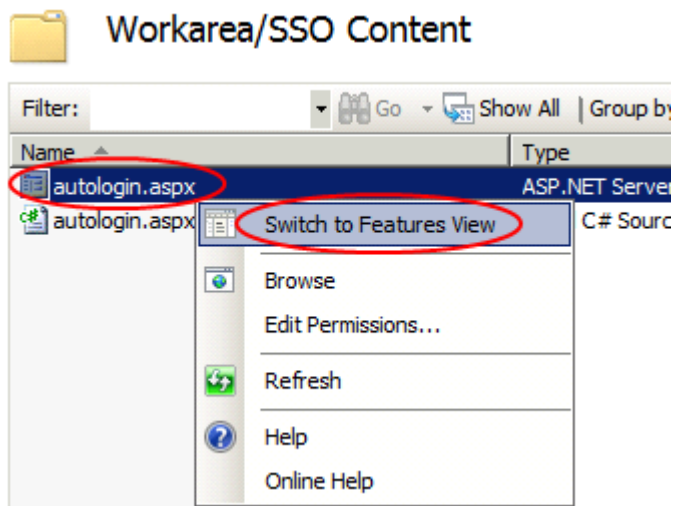 Workarea/SSO Content
Filter: Go Show All Group by
Name Type
autologin.aspx ASP.NET Server
autologin.aspx C# Sourc
Switch to Features View
Browse
Edit Permissions...
Refresh
Help
Online Help